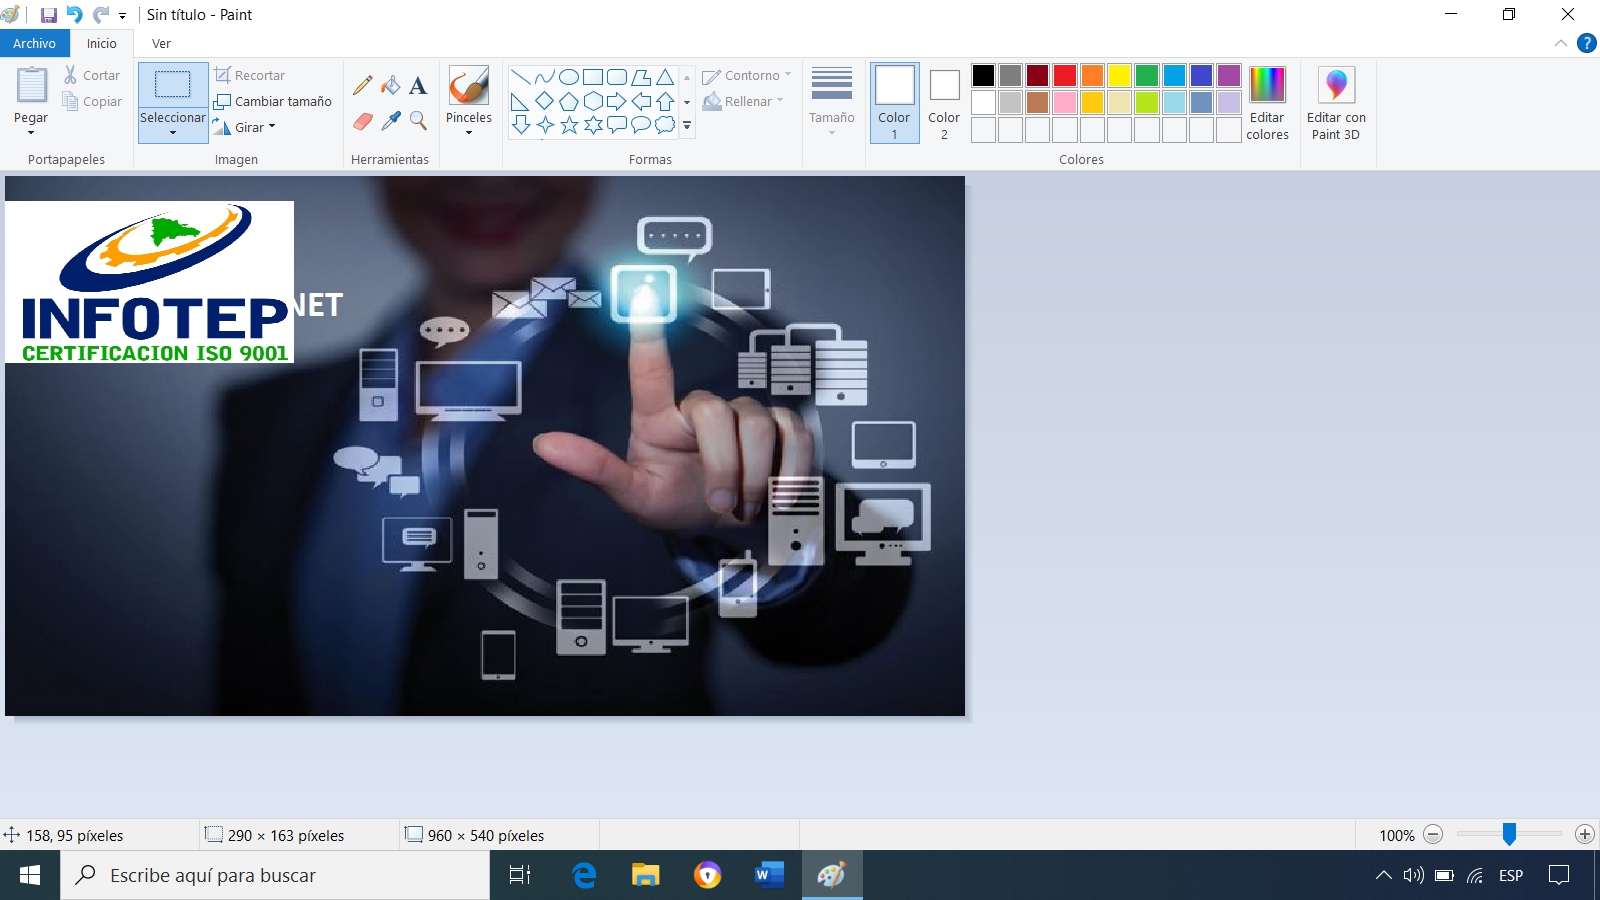 Sin título - Paint
Archivo
Inicio
Ver
Pegar
Cortar
Copiar
Portapapeles
Seleccionar
Recortar
Cambiar tamaño
Girar
Imagen
A
Herramientas
Pinceles
Contorno
Rellenar
Formas
Tamaño
Color
1
Color
2
Editar
colores
Colores
Editar con
Paint 3D
?
NET
INFOTEP
CERTIFICACION ISO 9001
158, 95 píxeles
290 × 163 píxeles
960 × 540 píxeles
100%
Escribe aquí para buscar
W
ESP